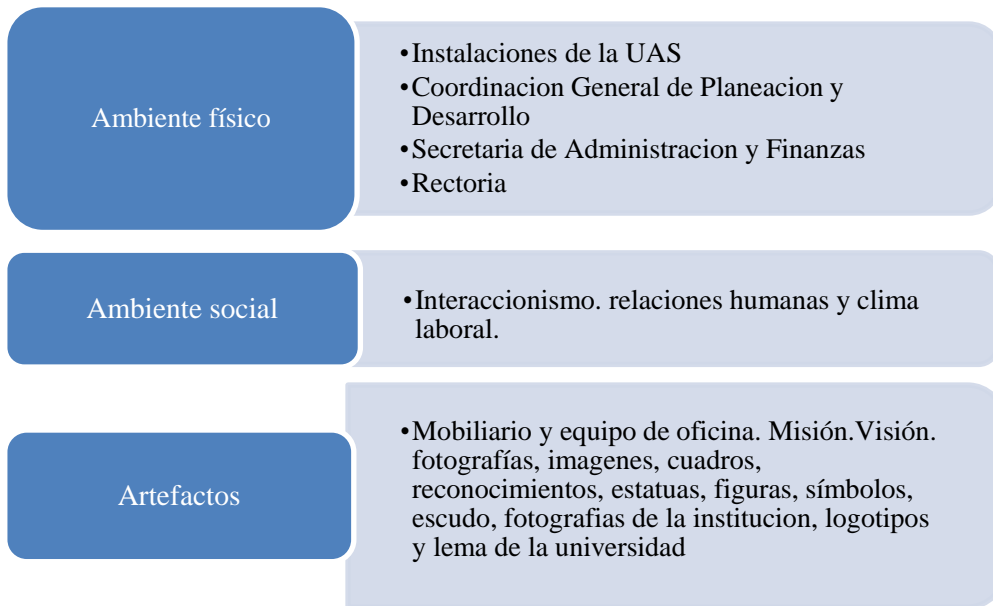 Ambiente físico
•Instalaciones de la UAS
•Coordinacion General de Planeacion y
Desarrollo
•Secretaria de Administracion y Finanzas
•Rectoria
Ambiente social
•Interaccionismo. relaciones humanas y clima
laboral.
Artefactos
•Mobiliario y equipo de oficina. Misión.Visión.
fotografías, imagenes, cuadros,
reconocimientos, estatuas, figuras, símbolos,
escudo, fotografias de la institucion, logotipos
y lema de la universidad